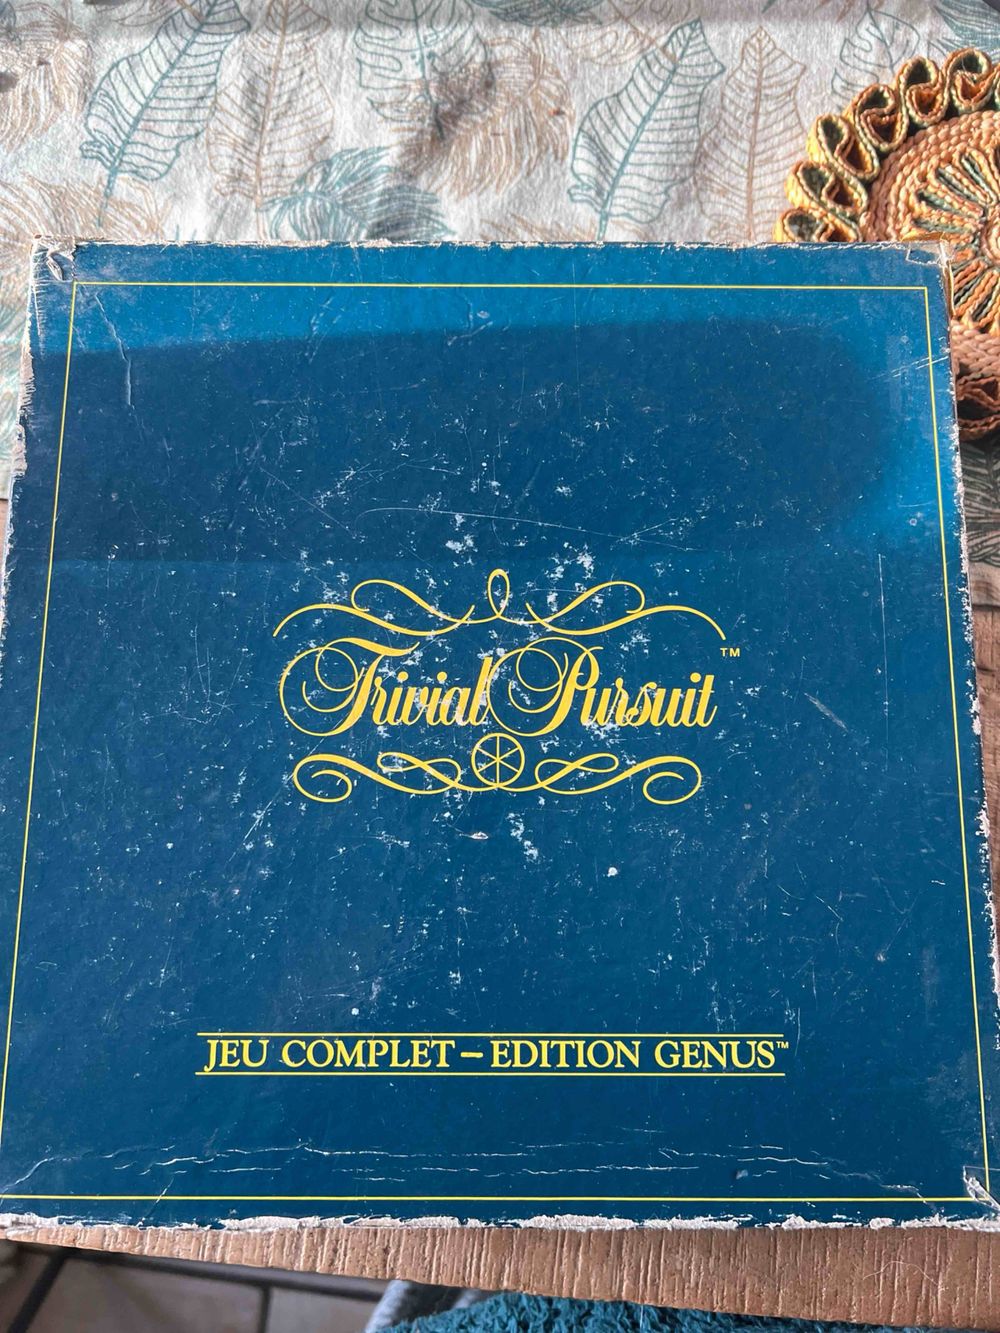 Trivial Pursuit™
JEU COMPLET – EDITION GENUS™